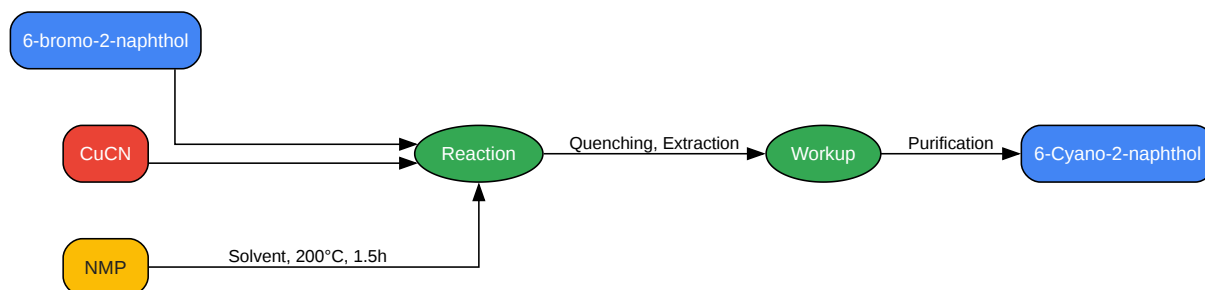 6-bromo-2-naphthol
CuCN
NMP
Solvent, 200°C, 1.5h
Reaction
Quenching, Extraction
Workup
Purification
6-Cyano-2-naphthol